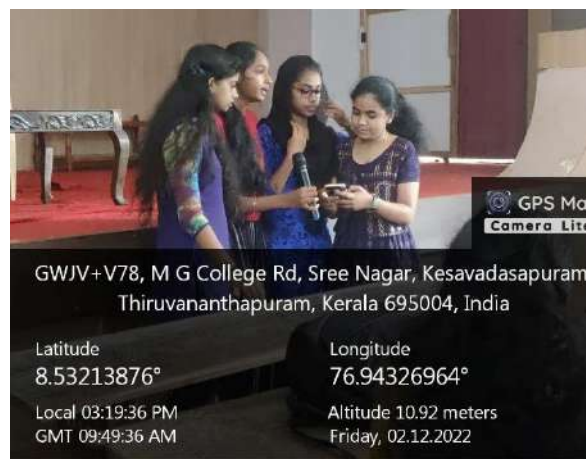 GPS Ma
Camera Lite
GWJV+V78, M G College Rd, Sree Nagar, Kesavadasapuram
Thiruvananthapuram, Kerala 695004, India
Latitude
8.53213876°
Longitude
76.94326964°
Local 03:19:36 PM
GMT 09:49:36 AM
Altitude 10.92 meters
Friday, 02.12.2022